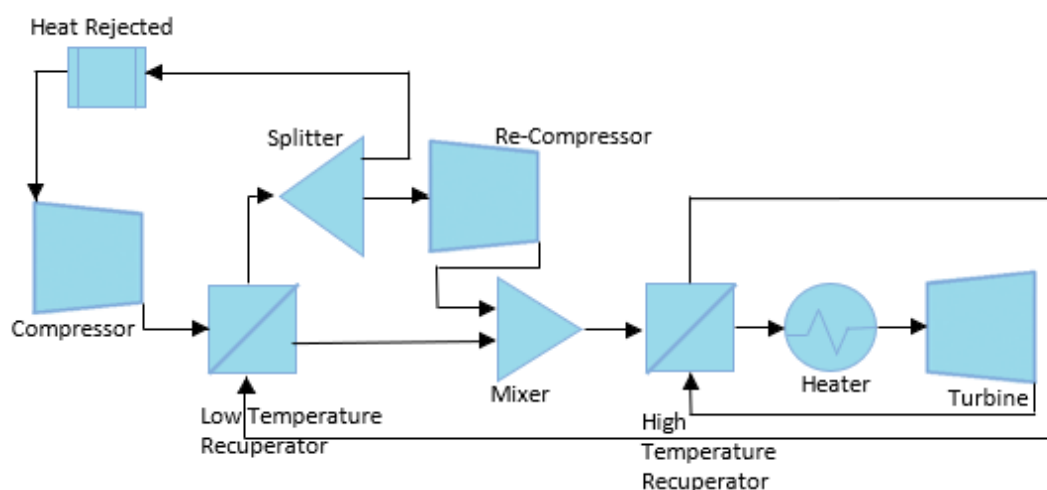 Heat Rejected
Splitter
Re-Compressor
Compressor
Low Temperature
Recuperator
Mixer
High
Temperature
Recuperator
Heater
Turbine